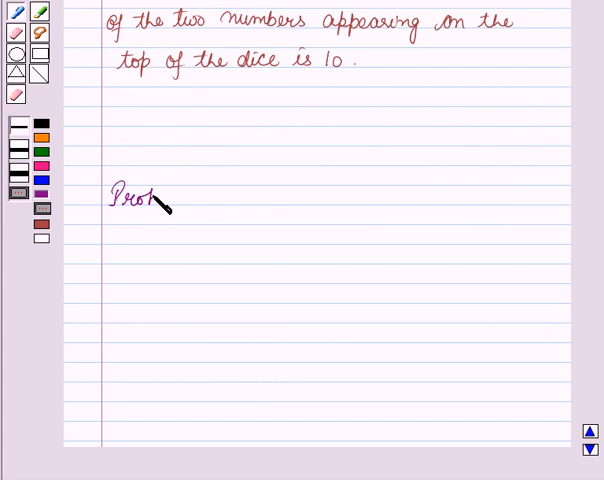 of the two numbers appearing on the
top of the dice is 10.
Prob